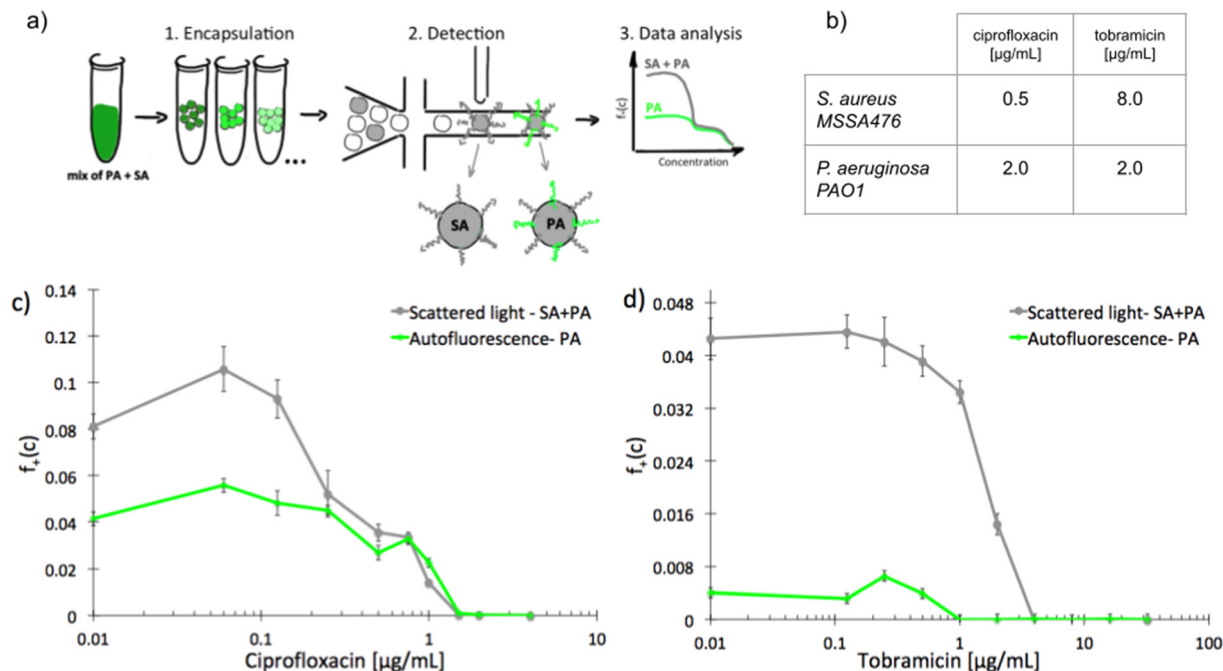 a)
1. Encapsulation
2. Detection
3. Data analysis
mix of PA + SA
...
SA
PA
SA + PA
PA
f₊(c)
Concentration
b)
ciprofloxacin
[µg/mL]
tobramicin
[µg/mL]
S. aureus
MSSA476
0.5
8.0
P. aeruginosa
PAO1
2.0
2.0
c)
0.14
0.12
0.1
0.08
0.06
0.04
0.02
0
f₊(c)
Scattered light - SA+PA
Autofluorescence- PA
0.01
0.1
1
10
Ciprofloxacin [µg/mL]
d)
0.048
0.04
0.032
0.024
0.016
0.008
0
f₊(c)
Scattered light- SA+PA
Autofluorescence- PA
0.01
0.1
1
10
100
Tobramicin [µg/mL]